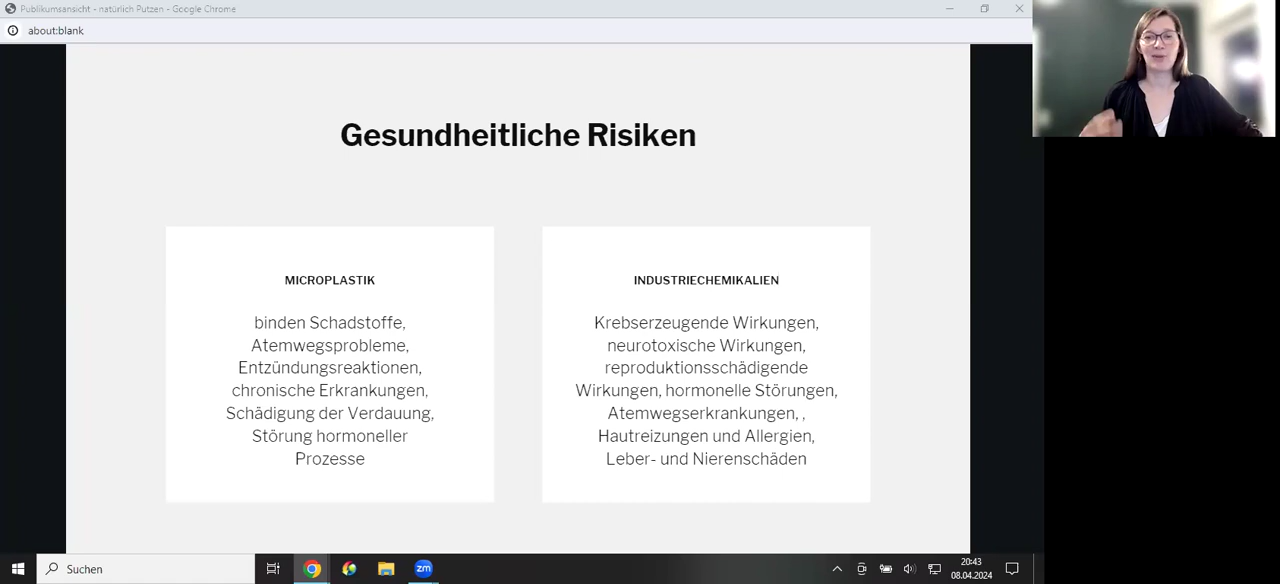 Publikumsansicht - natürlich Putzen - Google Chrome
about:blank
Gesundheitliche Risiken
MICROPLASTIK
binden Schadstoffe,
Atemwegsprobleme,
Entzündungsreaktionen,
chronische Erkrankungen,
Schädigung der Verdauung,
Störung hormoneller
Prozesse
INDUSTRIECHEMIKALIEN
Krebserzeugende Wirkungen,
neurotoxische Wirkungen,
reproduktionsschädigende
Wirkungen, hormonelle Störungen,
Atemwegserkrankungen, ,
Hautreizungen und Allergien,
Leber- und Nierenschäden
Suchen
zm
20:43
08.04.2024